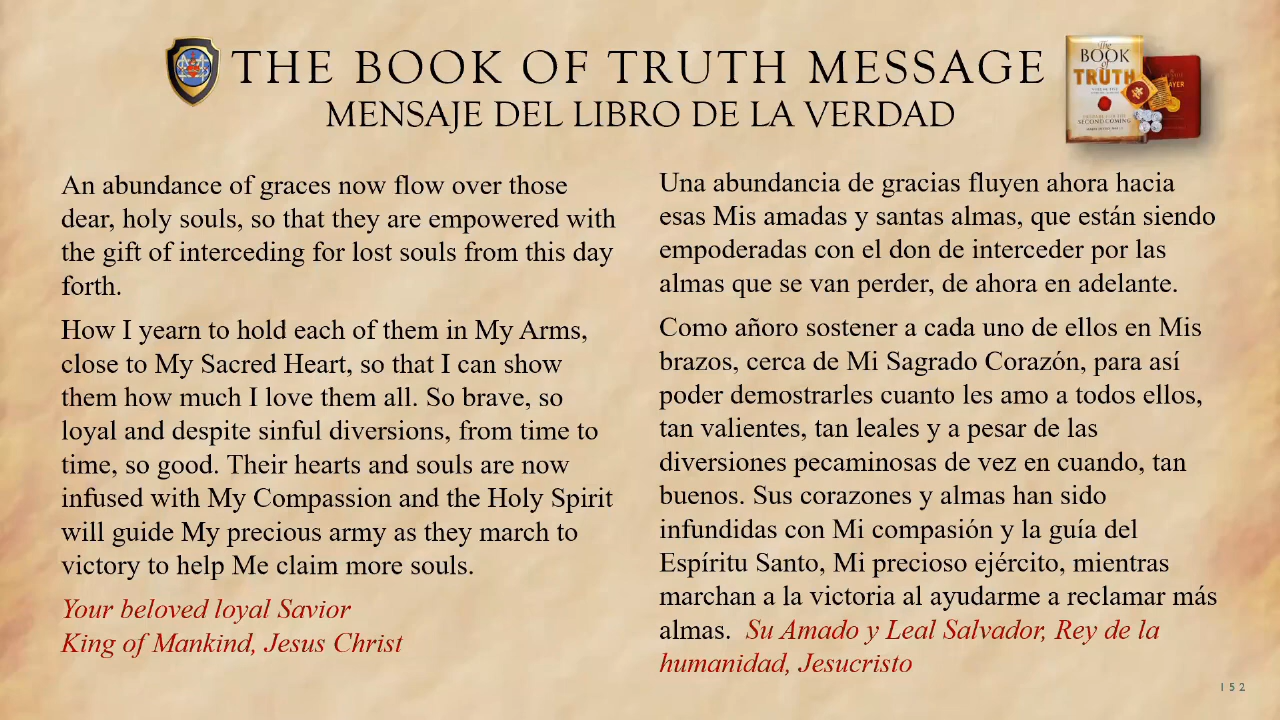 THE BOOK OF TRUTH MESSAGE
MENSAJE DEL LIBRO DE LA VERDAD
The
BOOK
of
TRUTH
SECOND COMING
An abundance of graces now flow over those
dear, holy souls, so that they are empowered with
the gift of interceding for lost souls from this day
forth.
How I yearn to hold each of them in My Arms,
close to My Sacred Heart, so that I can show
them how much I love them all. So brave, so
loyal and despite sinful diversions, from time to
time, so good. Their hearts and souls are now
infused with My Compassion and the Holy Spirit
will guide My precious army as they march to
victory to help Me claim more souls.
Your beloved loyal Savior
King of Mankind, Jesus Christ
Una abundancia de gracias fluyen ahora hacia
esas Mis amadas y santas almas, que están siendo
empoderadas con el don de interceder por las
almas que se van perder, de ahora en adelante.
Como añoro sostener a cada uno de ellos en Mis
brazos, cerca de Mi Sagrado Corazón, para así
poder demostrarles cuanto les amo a todos ellos,
tan valientes, tan leales y a pesar de las
diversiones pecaminosas de vez en cuando, tan
buenos. Sus corazones y almas han sido
infundidas con Mi compasión y la guía del
Espíritu Santo, Mi precioso ejército, mientras
marchan a la victoria al ayudarme a reclamar más
almas. Su Amado y Leal Salvador, Rey de la
humanidad, Jesucristo
152